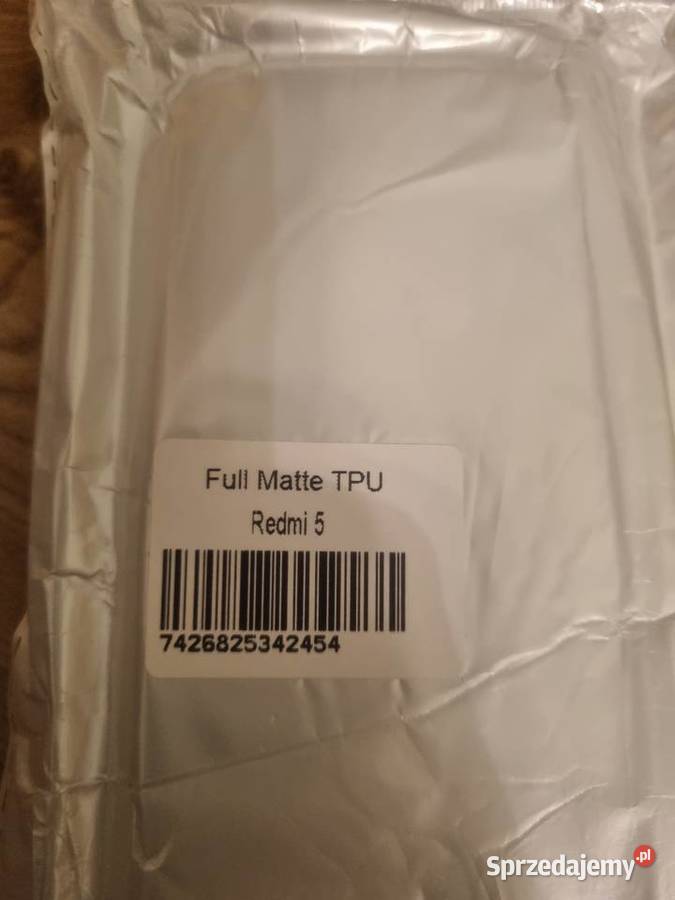 Full Matte TPU
Redmi 5
7426825342454
Sprzedajemy.pl